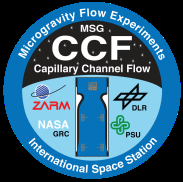 Microgravity Flow Experiments
MSG
CCF
Capillary Channel Flow
ZARM
DLR
NASA
GRC
PSU
International Space Station